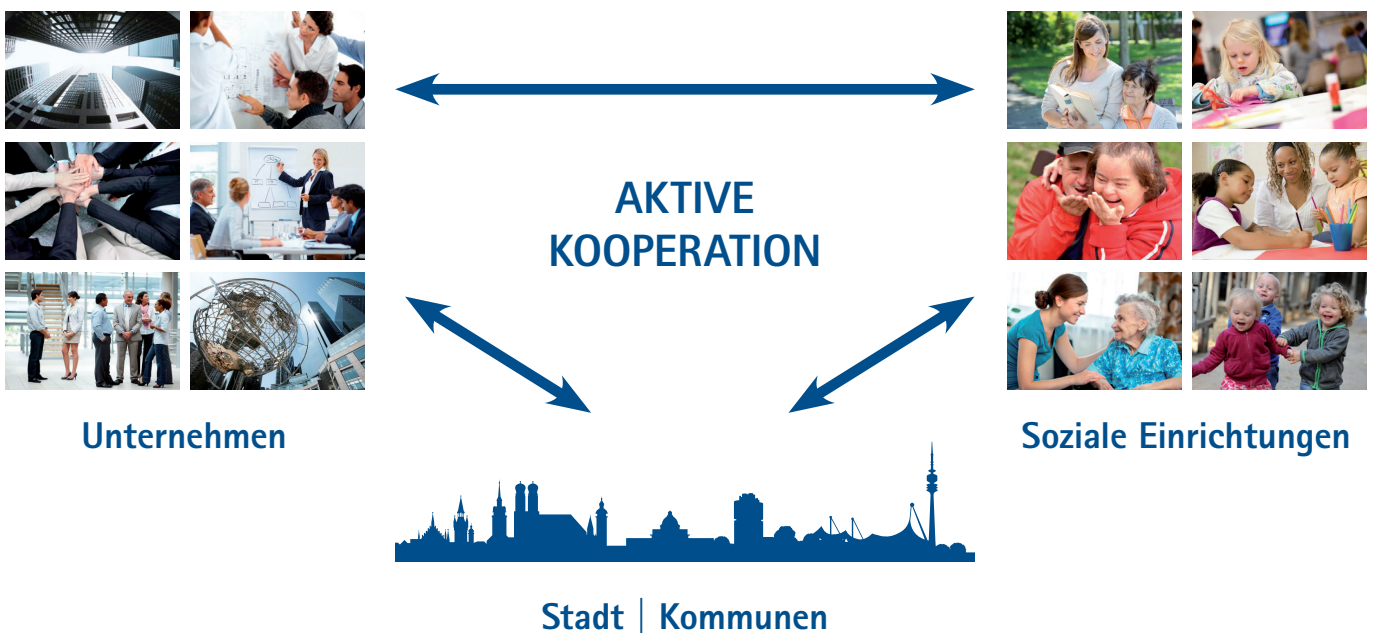 AKTIVE
KOOPERATION
Unternehmen
Soziale Einrichtungen
Stadt | Kommunen